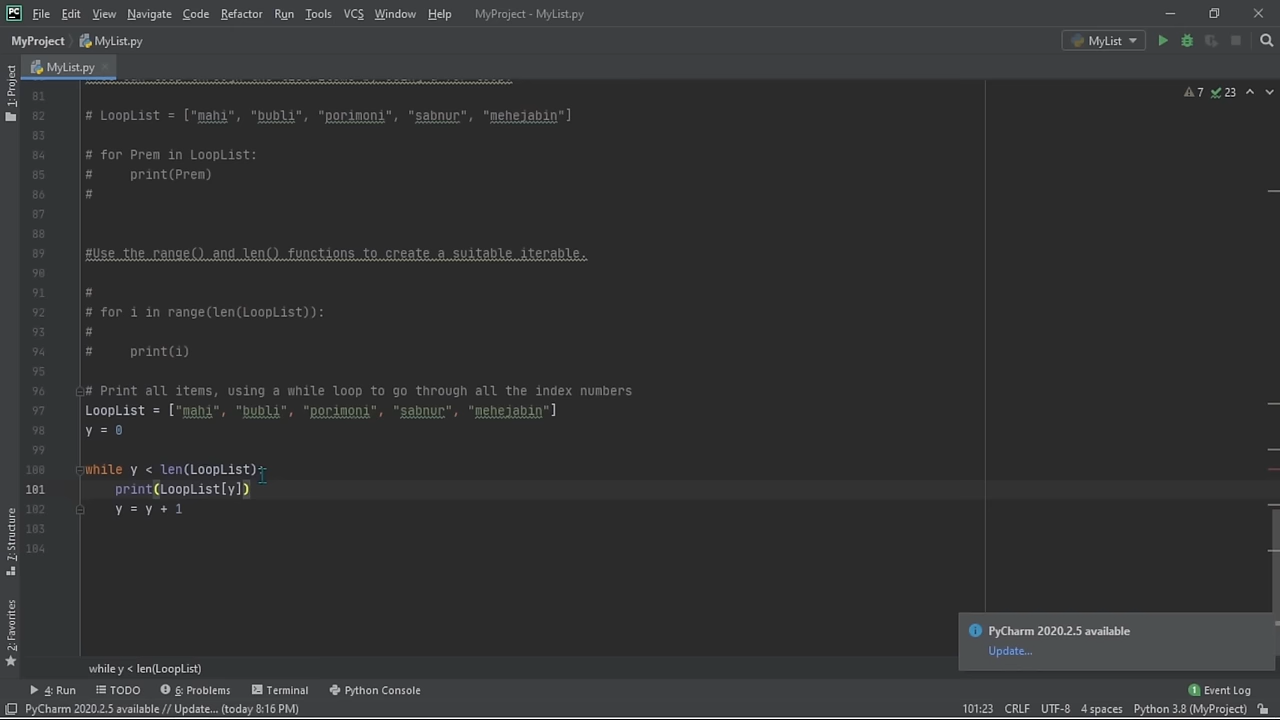 File Edit View Navigate Code Refactor Run Tools VCS Window Help MyProject - MyList.py
MyProject MyList.py MyList
1: Project MyList.py
7 23
81
82 # LoopList = ["mahi", "bubli", "porimoni", "sabnur", "mehejabin"]
83
84 # for Prem in LoopList:
85 #     print(Prem)
86 #
87
88
89 #Use the range() and len() functions to create a suitable iterable.
90
91 #
92 # for i in range(len(LoopList)):
93 #
94 #     print(i)
95
96 # Print all items, using a while loop to go through all the index numbers
97 LoopList = ["mahi", "bubli", "porimoni", "sabnur", "mehejabin"]
98 y = 0
99
100 while y < len(LoopList):
101     print(LoopList[y])
102     y = y + 1
103
104
7: Structure
2: Favorites
PyCharm 2020.2.5 available
Update...
while y < len(LoopList)
4: Run TODO 6: Problems Terminal Python Console 1 Event Log
PyCharm 2020.2.5 available // Update... (today 8:16 PM) 101:23 CRLF UTF-8 4 spaces Python 3.8 (MyProject)